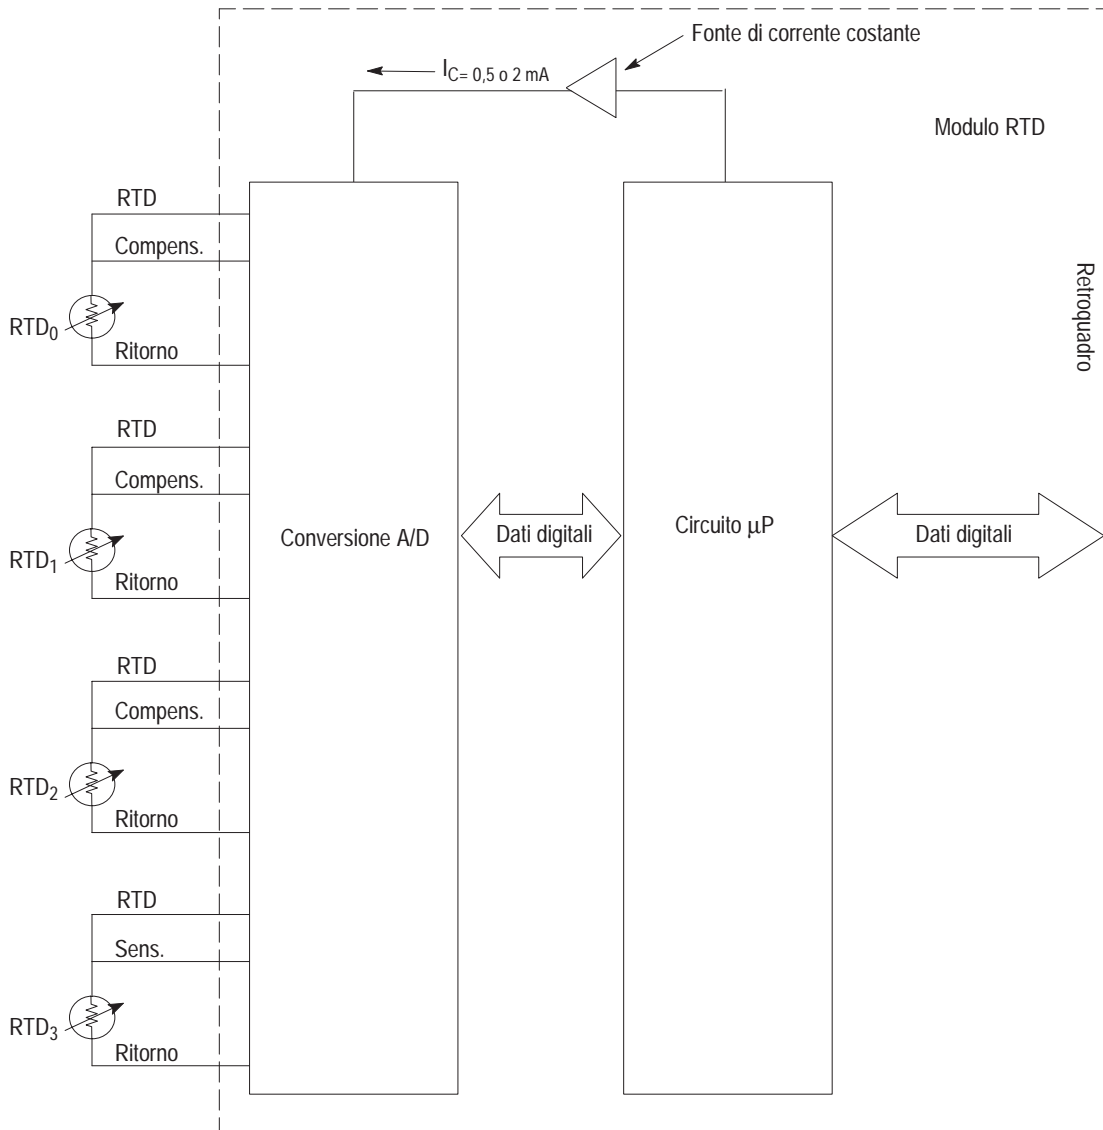 Fonte di corrente costante
IC= 0,5 o 2 mA
Modulo RTD
RTD
Compens.
RTD0
Ritorno
Retroquadro
RTD
Compens.
RTD1
Ritorno
Conversione A/D
Dati digitali
Circuito µP
Dati digitali
RTD
Compens.
RTD2
Ritorno
RTD
Sens.
RTD3
Ritorno